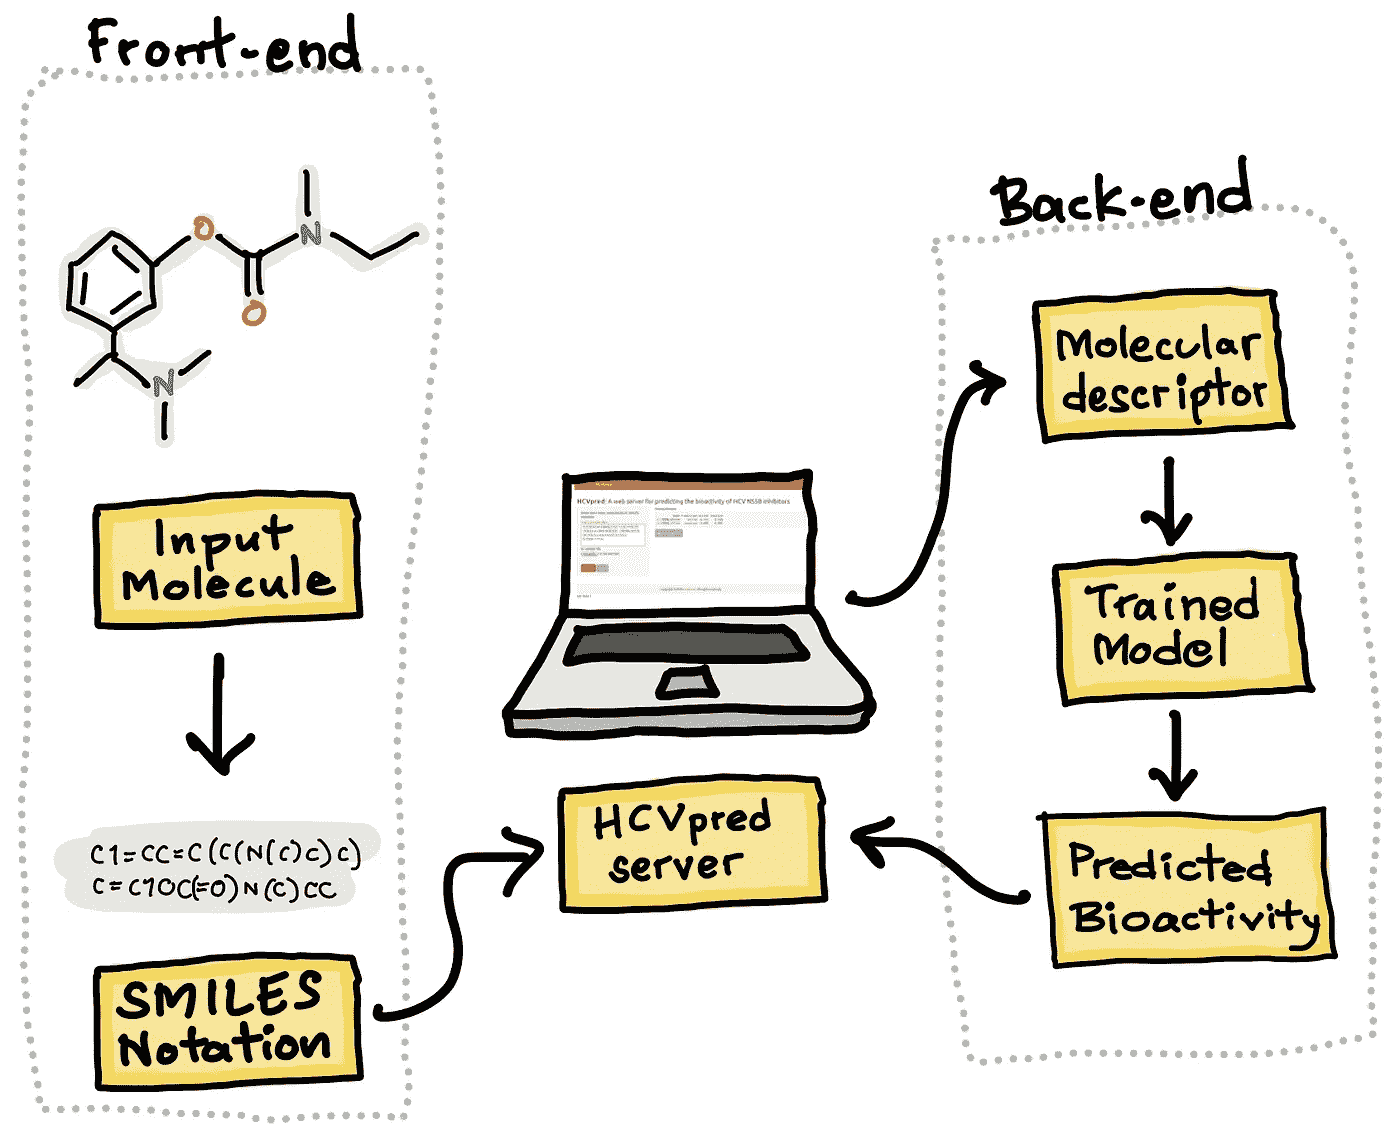 Front-end
O
N
O
N
Input
Molecule
C1=CC=C(C(N(C)C)C)
C=C1OC(=O)N(C)CC
SMILES
Notation
HCVpred: A web server for predicting the bioactivity of HCV NS5B inhibitors
HCVpred
server
Back-end
Molecular
descriptor
Trained
Model
Predicted
Bioactivity